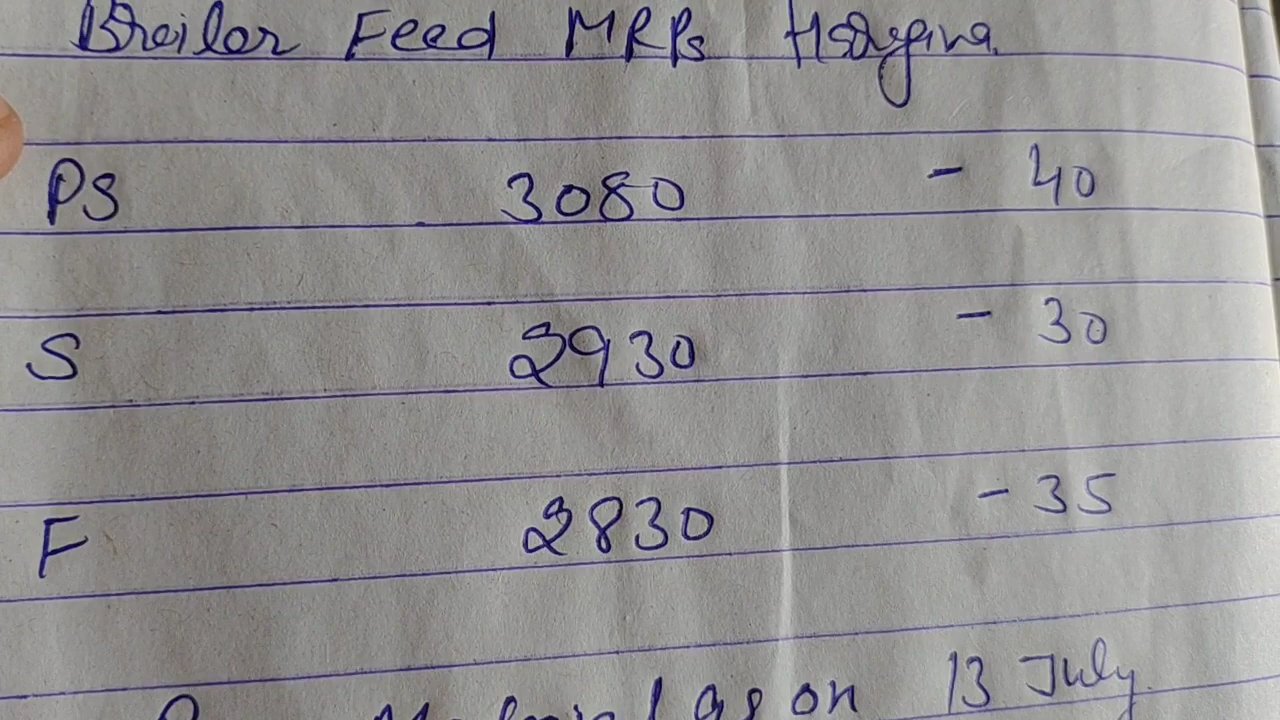 Broiler Feed MRPs Haryana.
PS 3080 - 40
S 2930 - 30
F 2830 - 35
as on 13 July.